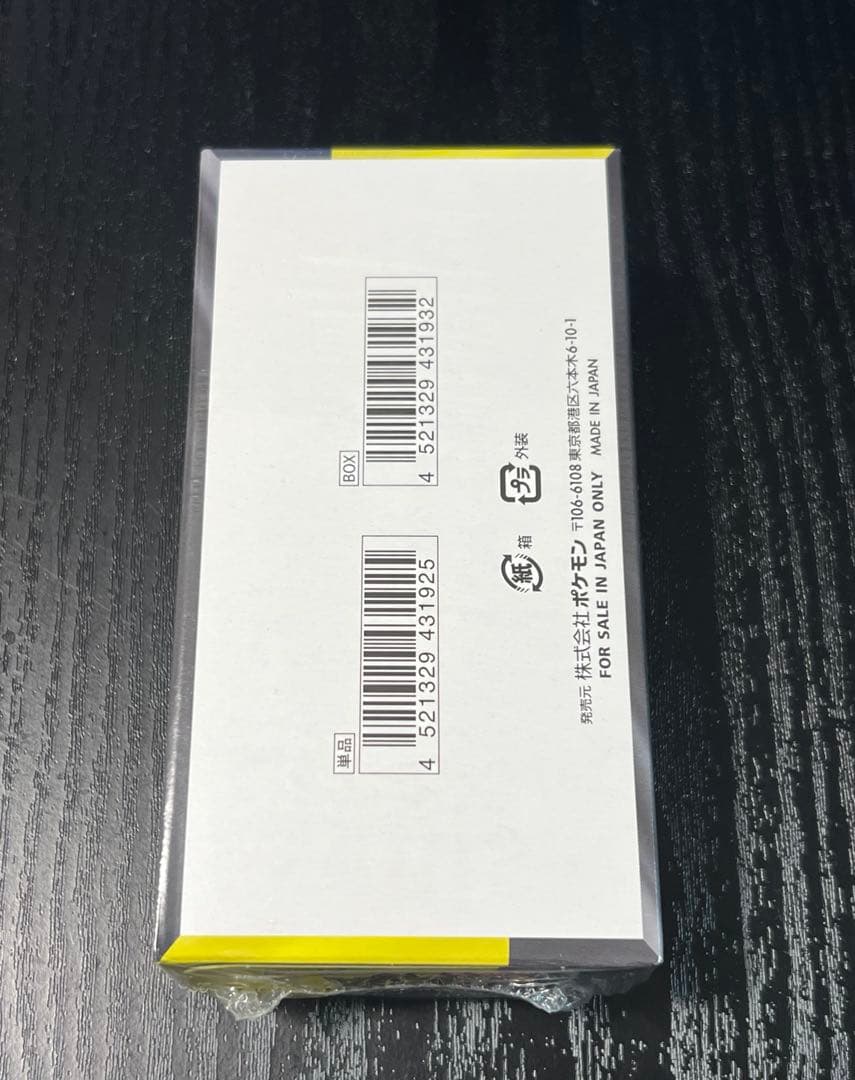 単品
4 521329 431925
BOX
4 521329 431932
紙 箱
プラ 外装
発売元 株式会社ポケモン 〒106-6108 東京都港区六本木6-10-1
FOR SALE IN JAPAN ONLY MADE IN JAPAN